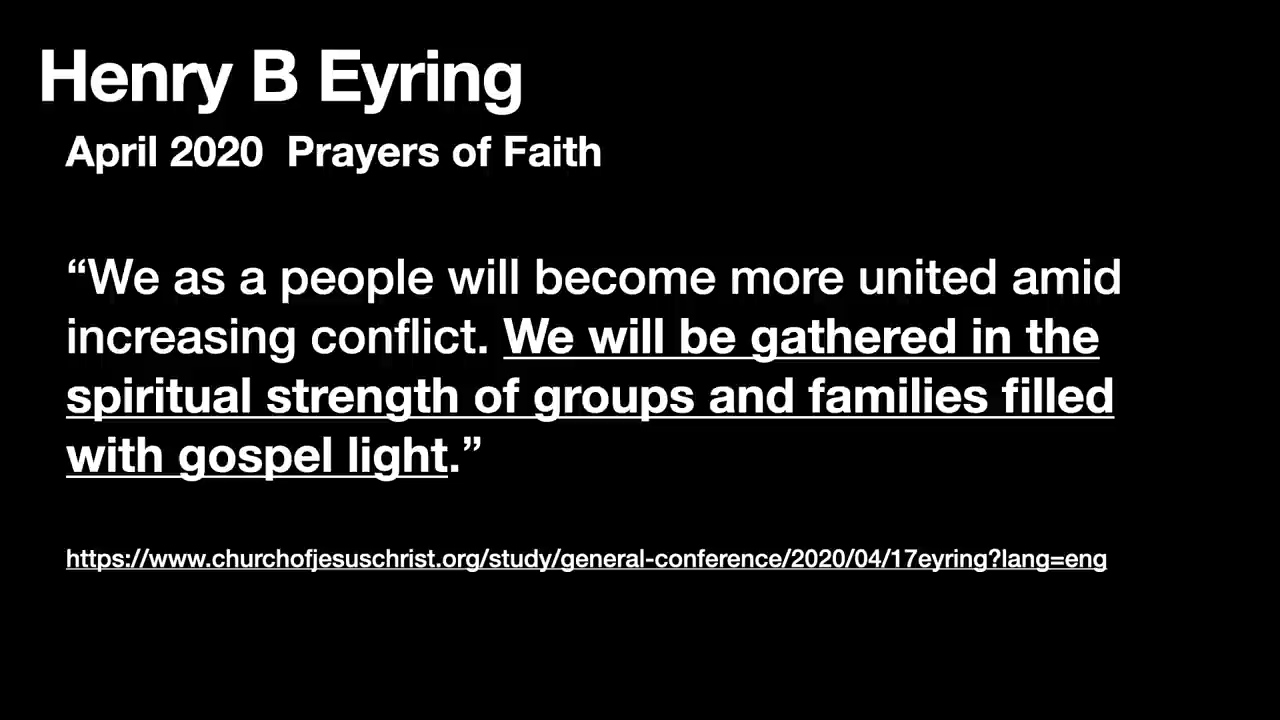 Henry B Eyring
April 2020  Prayers of Faith
“We as a people will become more united amid
increasing conflict. We will be gathered in the
spiritual strength of groups and families filled
with gospel light.”
https://www.churchofjesuschrist.org/study/general-conference/2020/04/17eyring?lang=eng